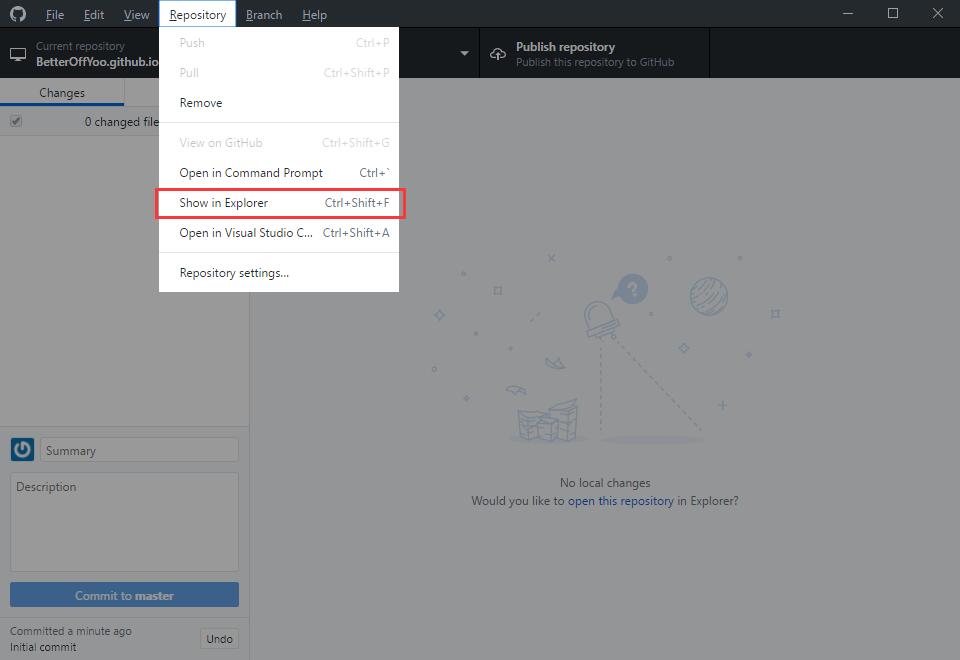 File Edit View Repository Branch Help
Current repository
BetterOffYoo.github.io
Publish repository
Publish this repository to GitHub
Push Ctrl+P
Pull Ctrl+Shift+P
Remove
View on GitHub Ctrl+Shift+G
Open in Command Prompt Ctrl+`
Show in Explorer Ctrl+Shift+F
Open in Visual Studio C... Ctrl+Shift+A
Repository settings...
Changes
0 changed file
?
No local changes
Would you like to open this repository in Explorer?
Summary
Description
Commit to master
Committed a minute ago
Initial commit
Undo